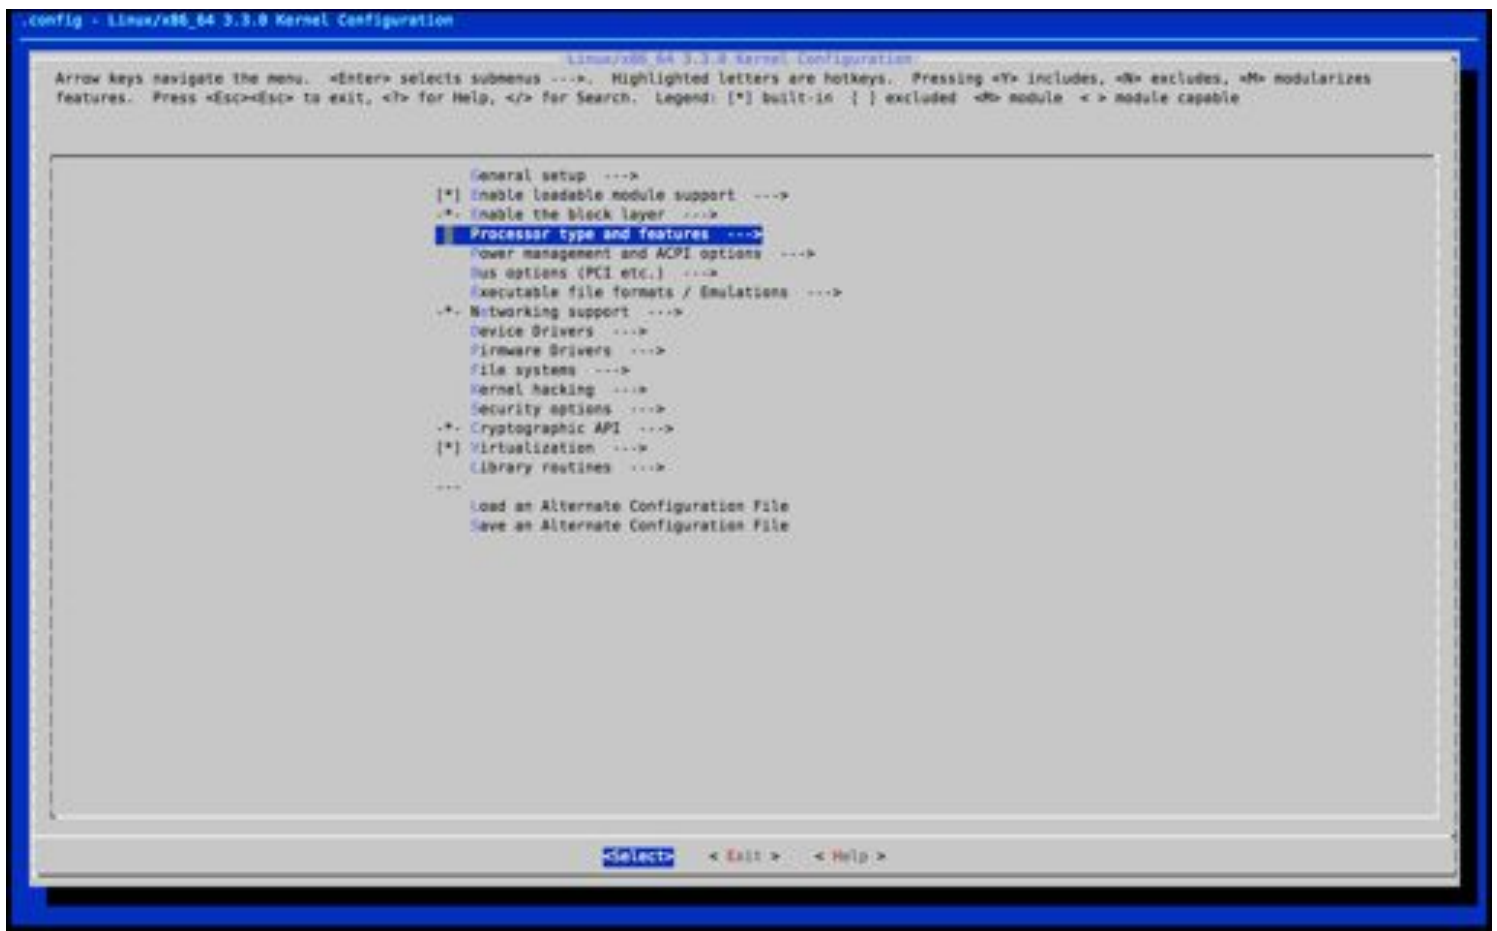 .config - Linux/x86_64 3.3.0 Kernel Configuration
Linux/x86_64 3.3.0 Kernel Configuration
Arrow keys navigate the menu.  <Enter> selects submenus --->.  Highlighted letters are hotkeys.  Pressing <Y> includes, <N> excludes, <M> modularizes
features.  Press <Esc><Esc> to exit, <?> for Help, </> for Search.  Legend: [*] built-in  [ ] excluded  <M> module  < > module capable
General setup  --->
[*] Enable loadable module support  --->
-*- Enable the block layer  --->
Processor type and features  --->
Power management and ACPI options  --->
Bus options (PCI etc.)  --->
Executable file formats / Emulations  --->
-*- Networking support  --->
Device Drivers  --->
Firmware Drivers  --->
File systems  --->
Kernel hacking  --->
Security options  --->
-*- Cryptographic API  --->
[*] Virtualization  --->
Library routines  --->
---
Load an Alternate Configuration File
Save an Alternate Configuration File
<Select>    < Exit >    < Help >